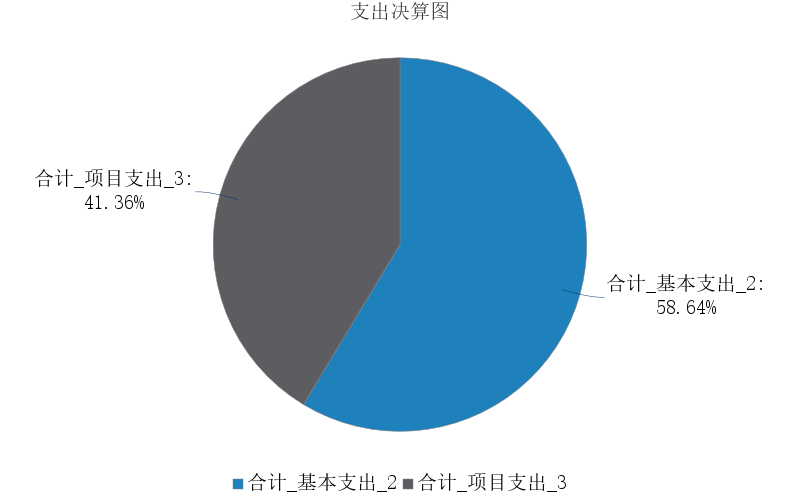 支出决算图
合计_项目支出_3:
41.36%
合计_基本支出_2:
58.64%
合计_基本支出_2 合计_项目支出_3